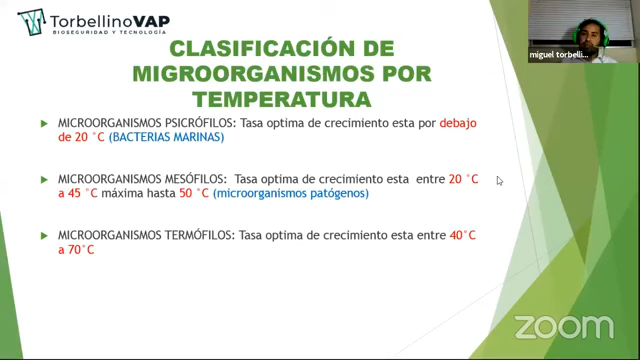 TorbellinoVAP
BIOSEGURIDAD Y TECNOLOGÍA
miguel torbelli...
CLASIFICACIÓN DE
MIGROORGANISMOS POR
TEMPERATURA
MICROORGANISMOS PSICRÓFILOS: Tasa optima de crecimiento esta por debajo
de 20 °C (BACTERIAS MARINAS)
MICROORGANISMOS MESÓFILOS: Tasa optima de crecimiento esta entre 20 °C
a 45 °C máxima hasta 50 °C (microorganismos patógenos)
MICROORGANISMOS TERMÓFILOS: Tasa optima de crecimiento esta entre 40°C
a 70°C
zoom